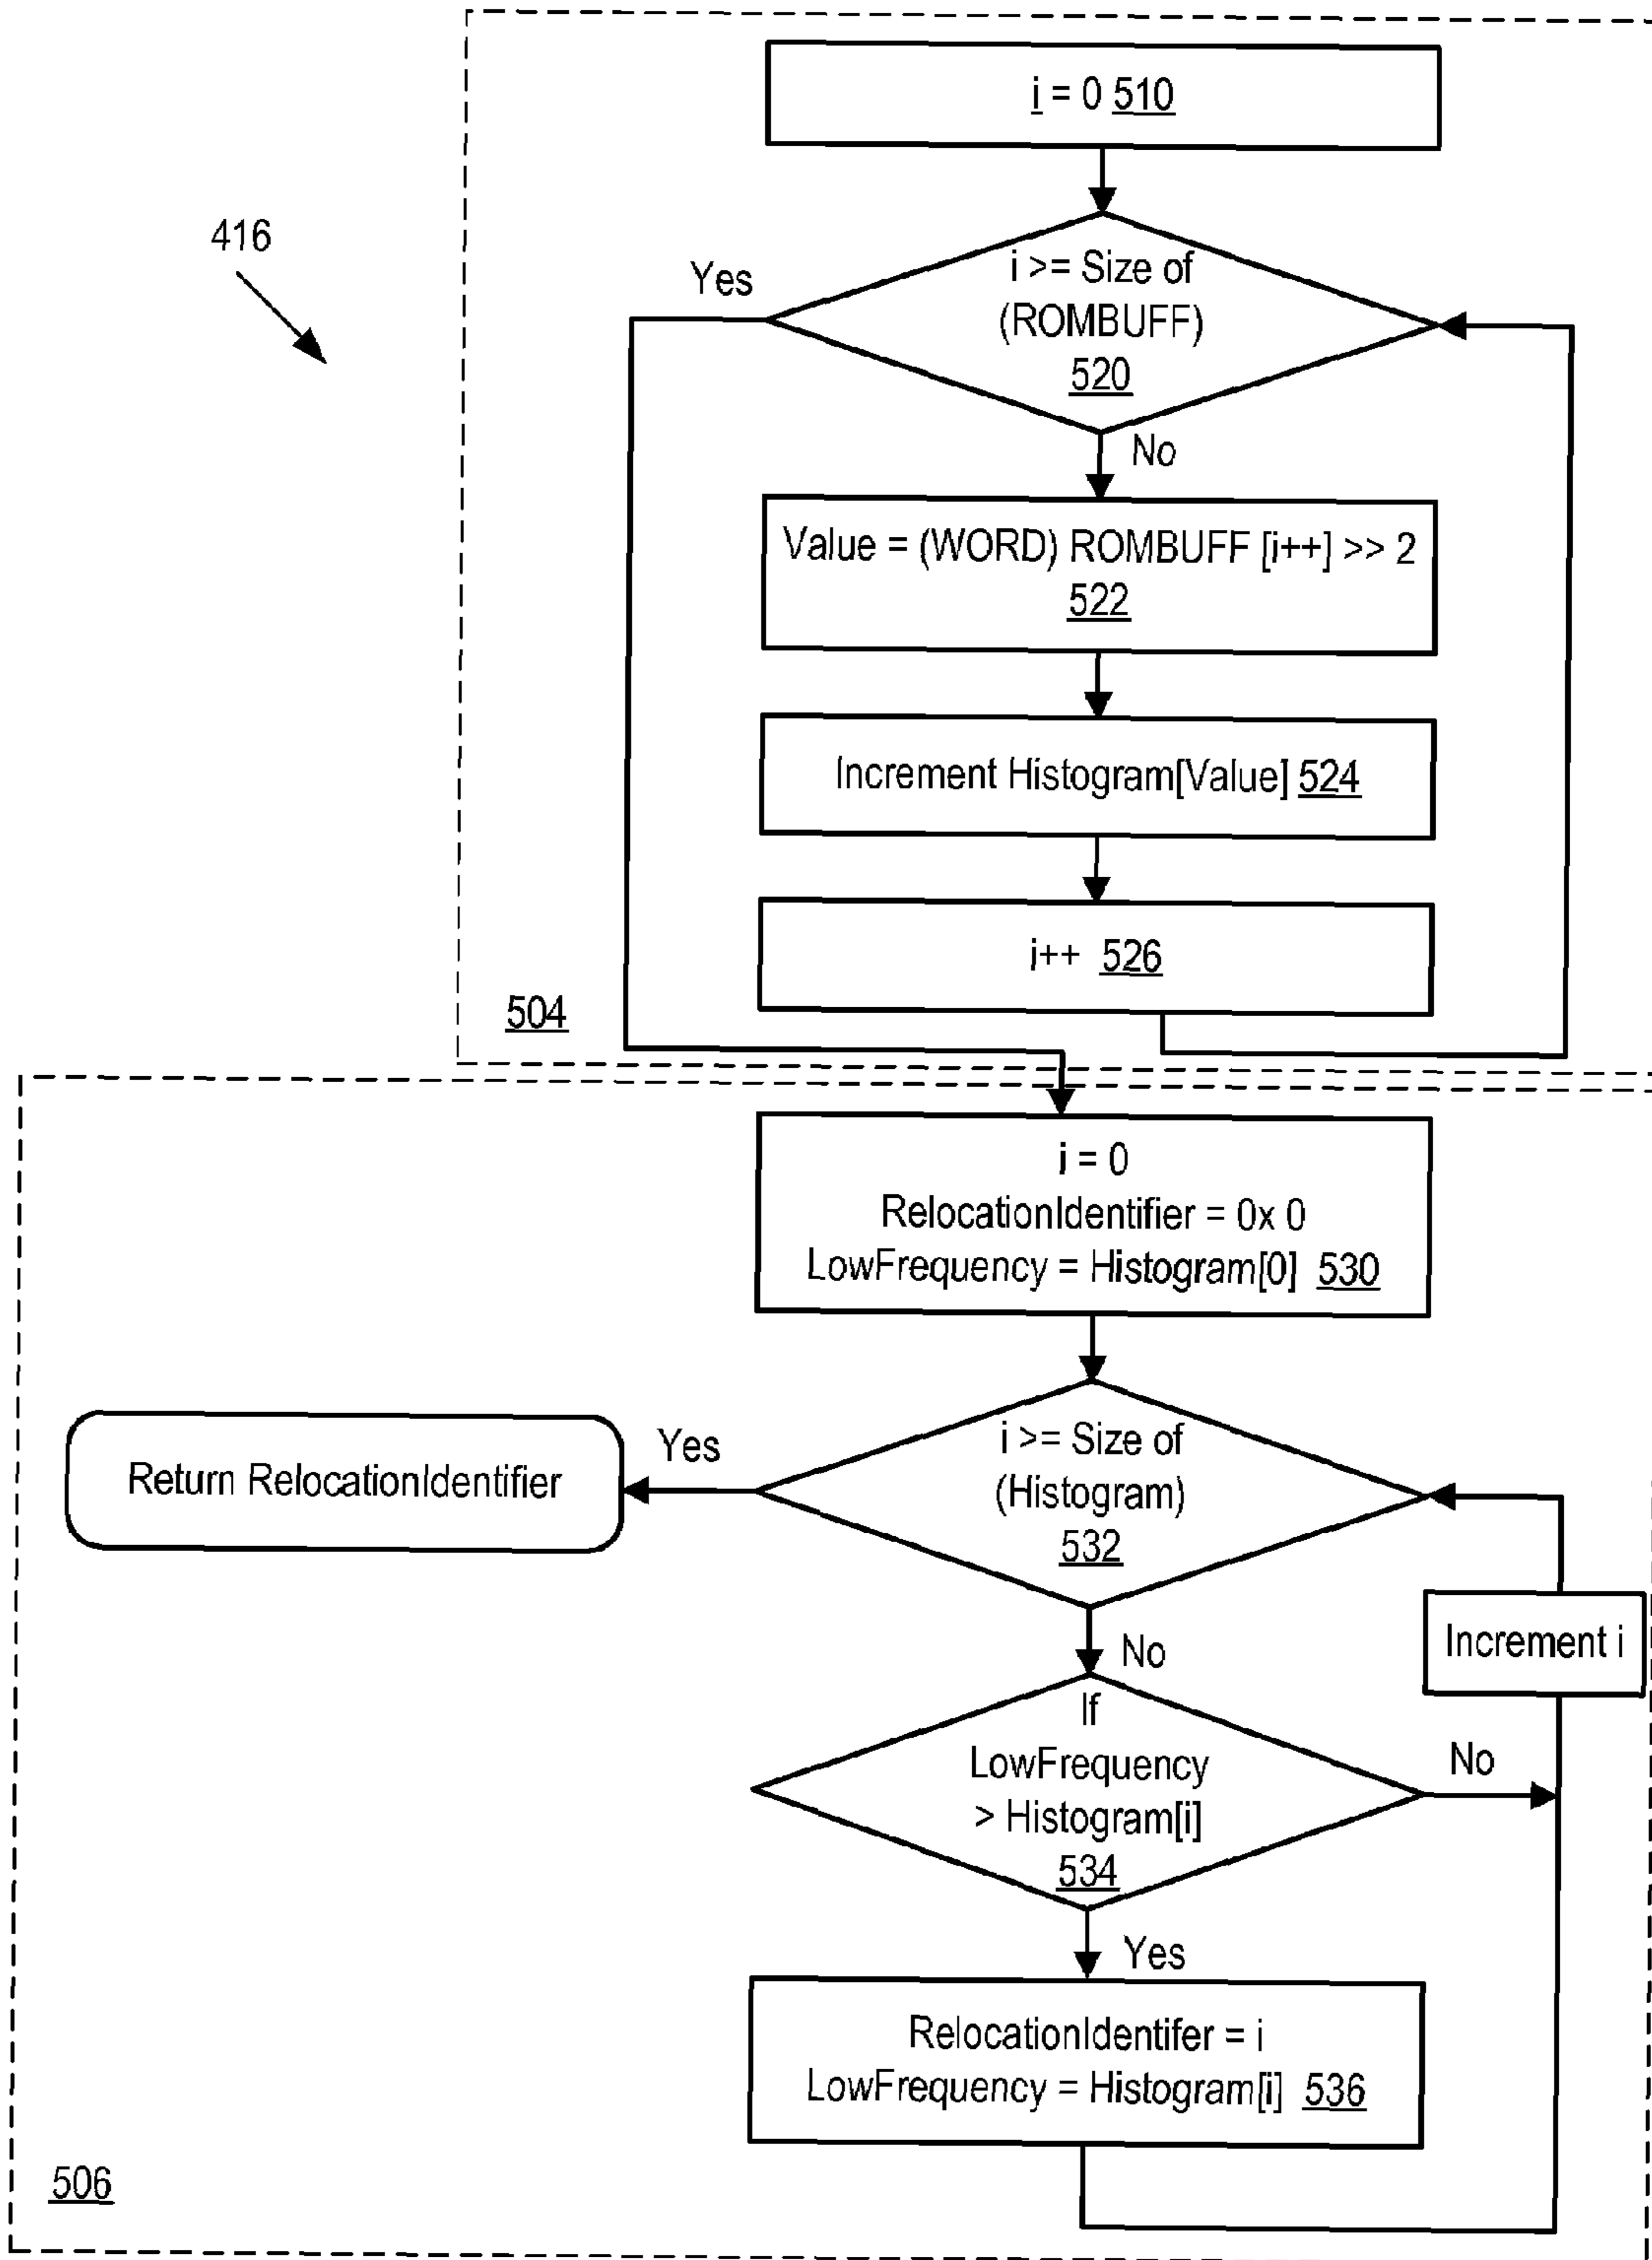 i = 0 510
416
Yes
i >= Size of
(ROMBUFF)
520
No
Value = (WORD) ROMBUFF [i++] >> 2
522
Increment Histogram[Value] 524
i++ 526
504
i = 0
RelocationIdentifier = 0x 0
LowFrequency = Histogram[0] 530
Return RelocationIdentifier
Yes
i >= Size of
(Histogram)
532
Increment i
No
If
LowFrequency
> Histogram[i]
534
No
Yes
RelocationIdentifer = i
LowFrequency = Histogram[i] 536
506